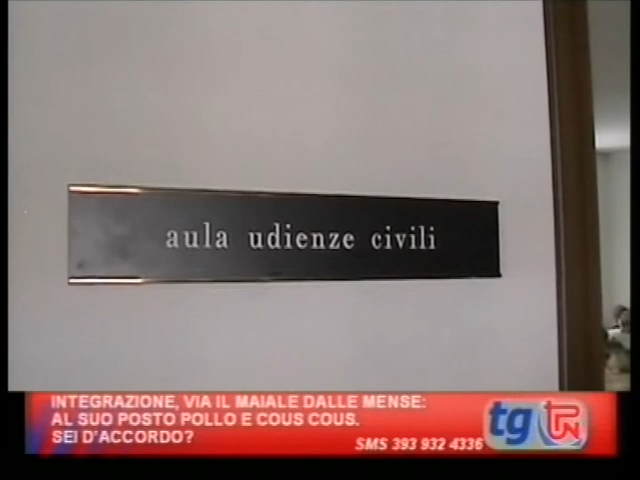 aula udienze civili
INTEGRAZIONE, VIA IL MAIALE DALLE MENSE:
AL SUO POSTO POLLO E COUS COUS.
SEI D'ACCORDO?
SMS 393 932 4336
tg TPN